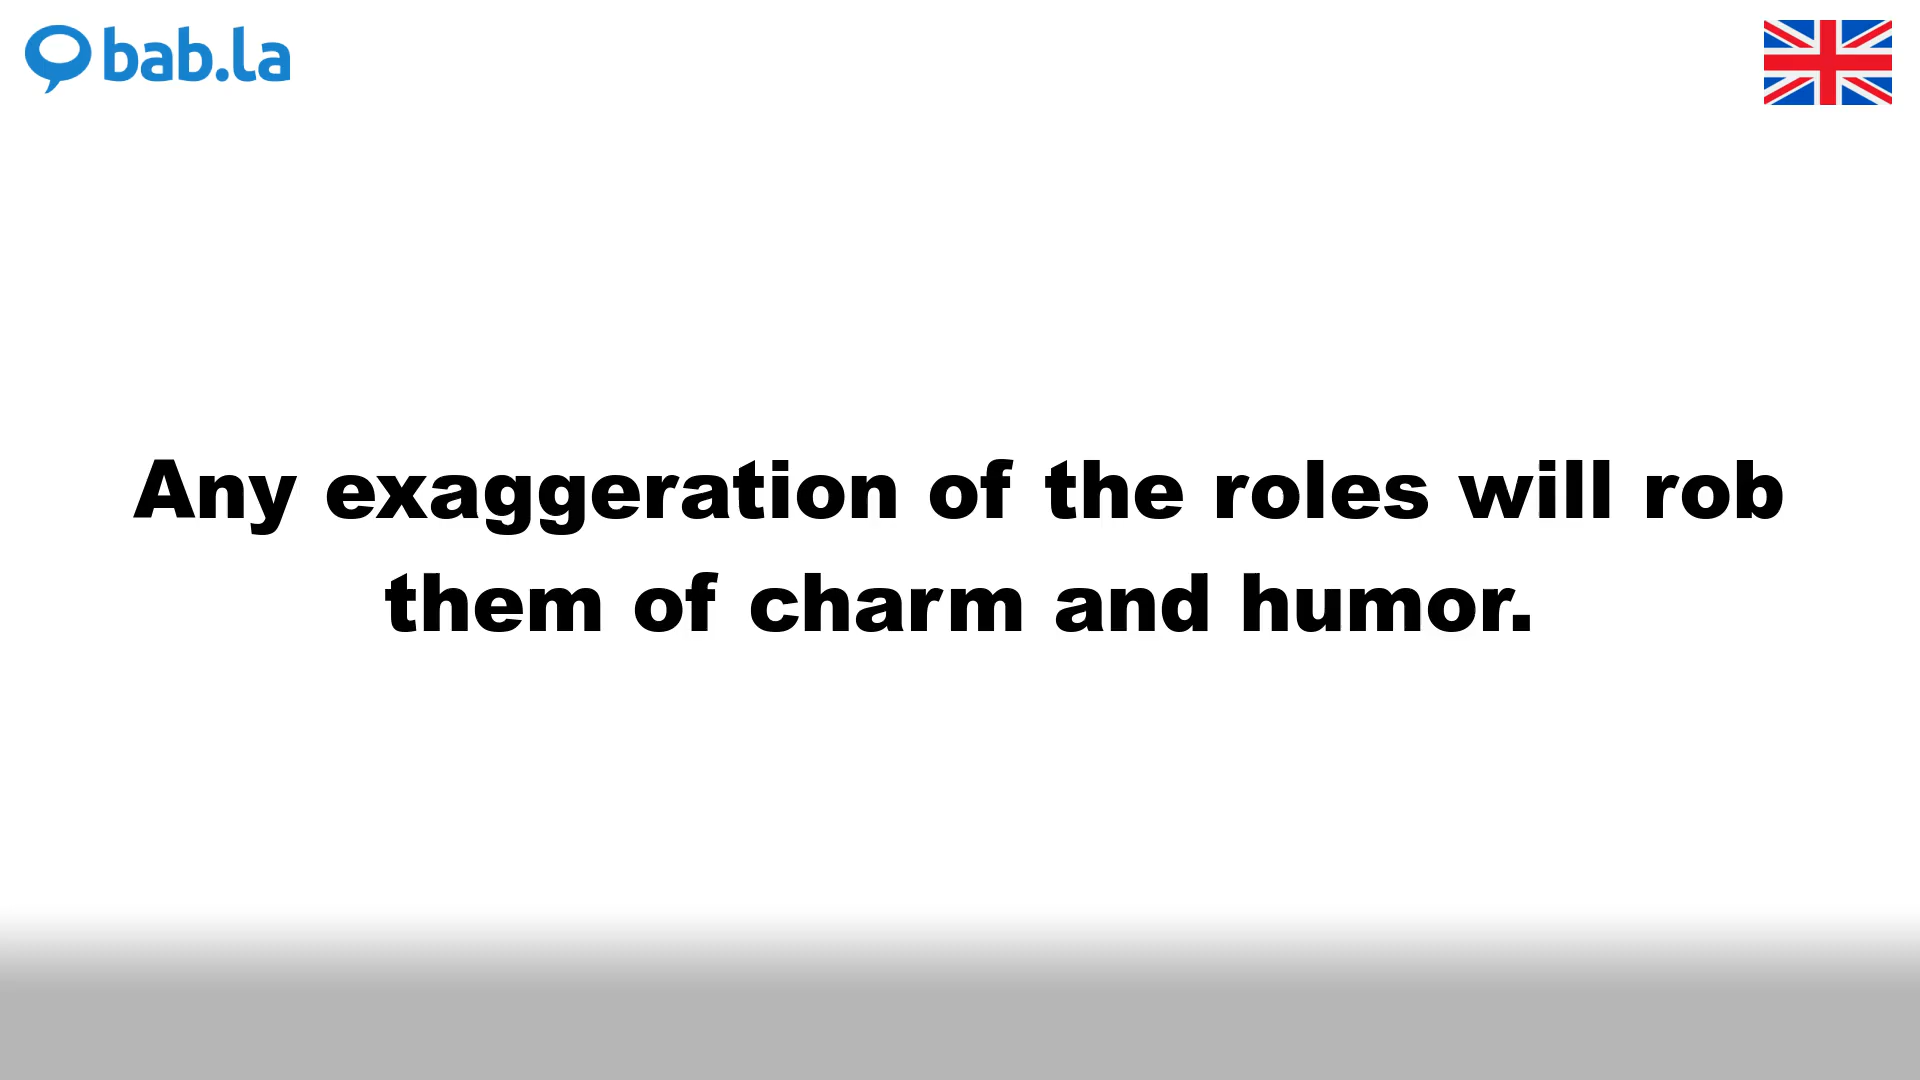 bab.la
Any exaggeration of the roles will rob
them of charm and humor.